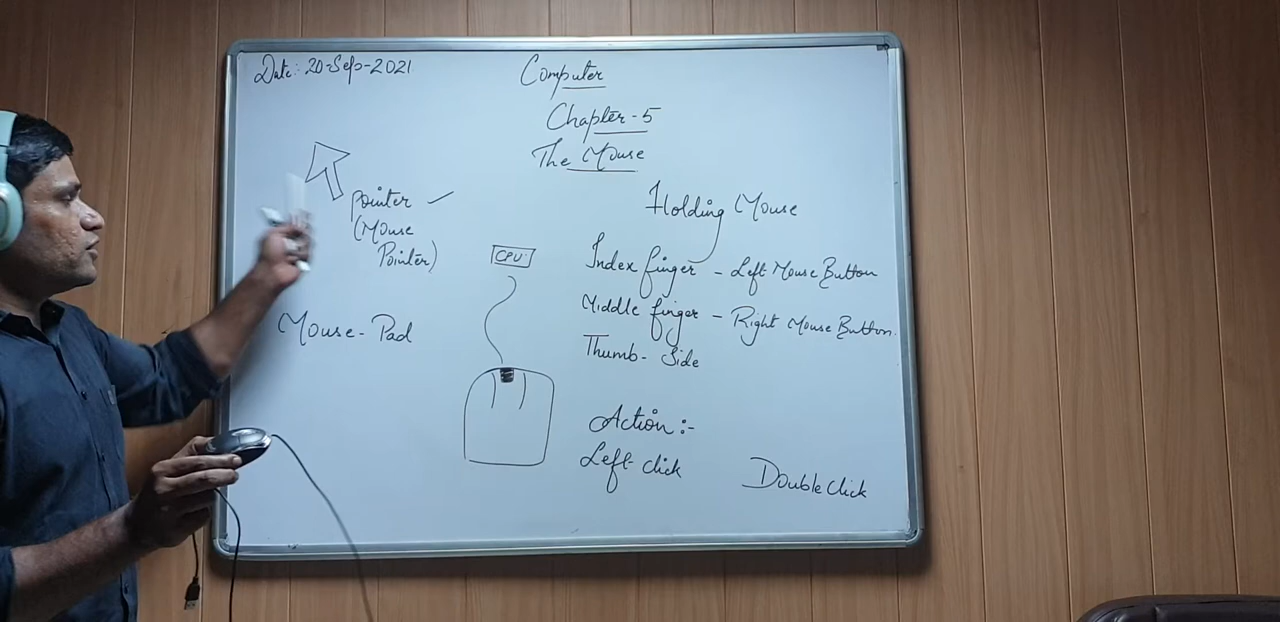 Date: 20-Sep-2021
Computer
Chapter-5
The Mouse
pointer
(Mouse
Pointer)
Mouse-Pad
CPU
Holding Mouse
Index finger - Left Mouse Button
Middle finger - Right Mouse Button.
Thumb- Side
Action:-
Left click
Double click